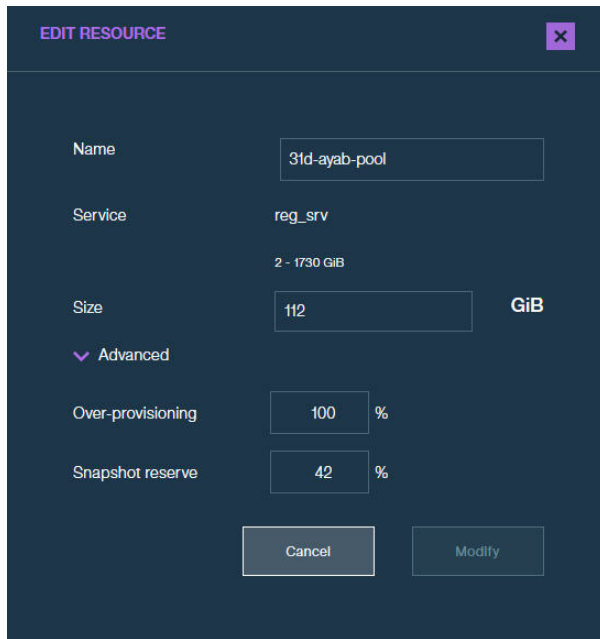 EDIT RESOURCE
Name
31d-ayab-pool
Service
reg_srv
2 - 1730 GiB
Size
112
GiB
Advanced
Over-provisioning
100
%
Snapshot reserve
42
%
Cancel
Modify